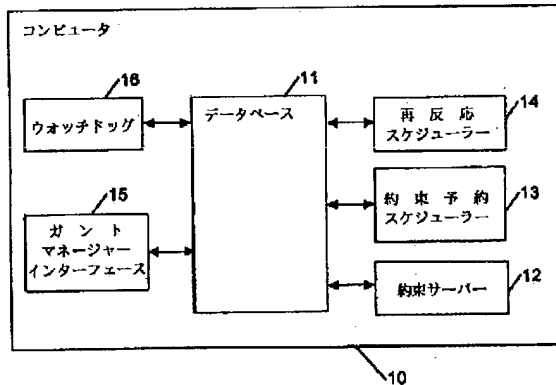 コンピュータ
16
ウォッチドッグ
15
ガント
マネージャー
インターフェース
11
データベース
14
再反応
スケジューラー
13
約束予約
スケジューラー
12
約束サーバー
10